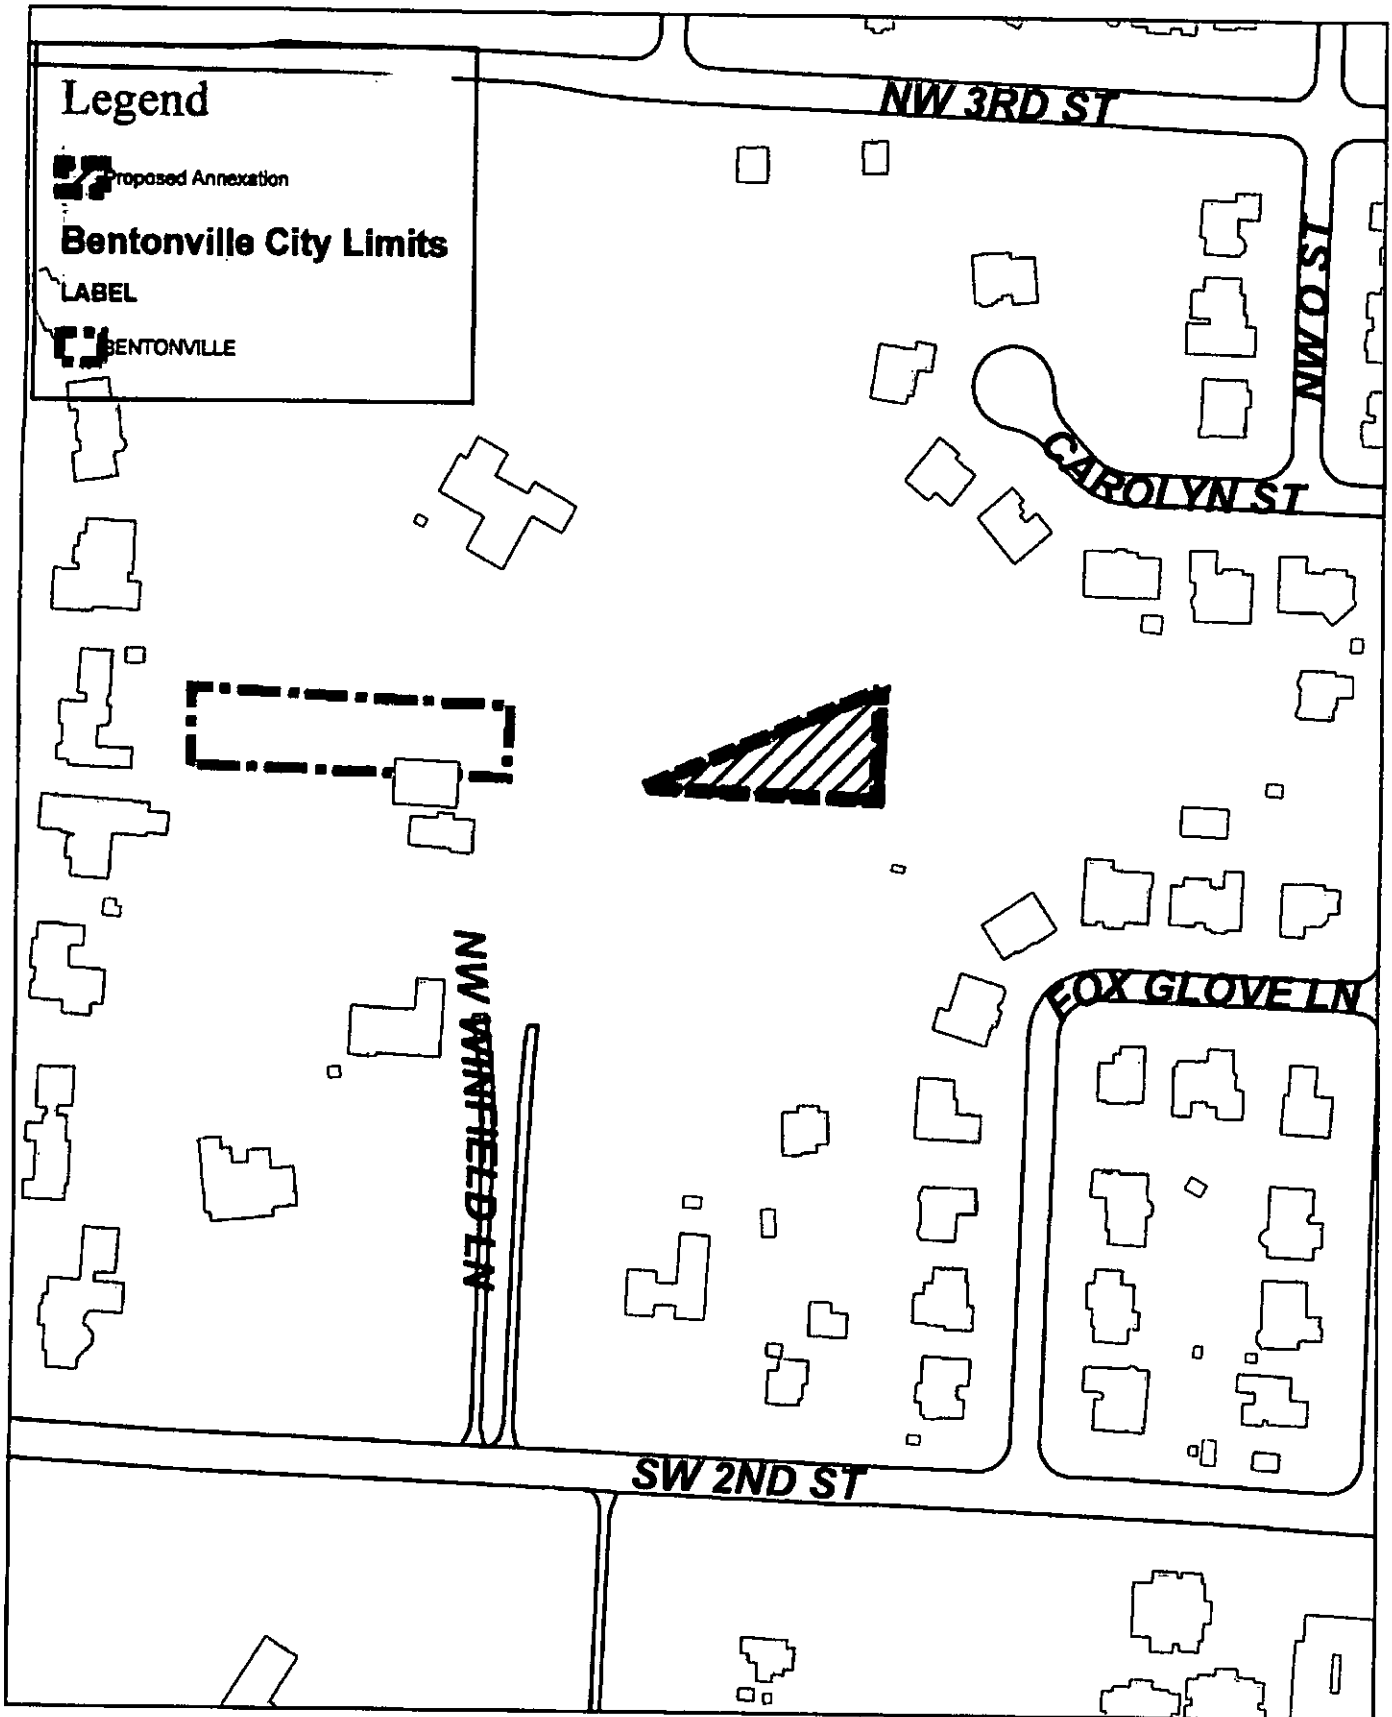 Legend
Proposed Annexation
Bentonville City Limits
LABEL
BENTONVILLE
NW 3RD ST
NW O ST
CAROLYN ST
FOX GLOVE LN
NW WINFIELD LN
SW 2ND ST